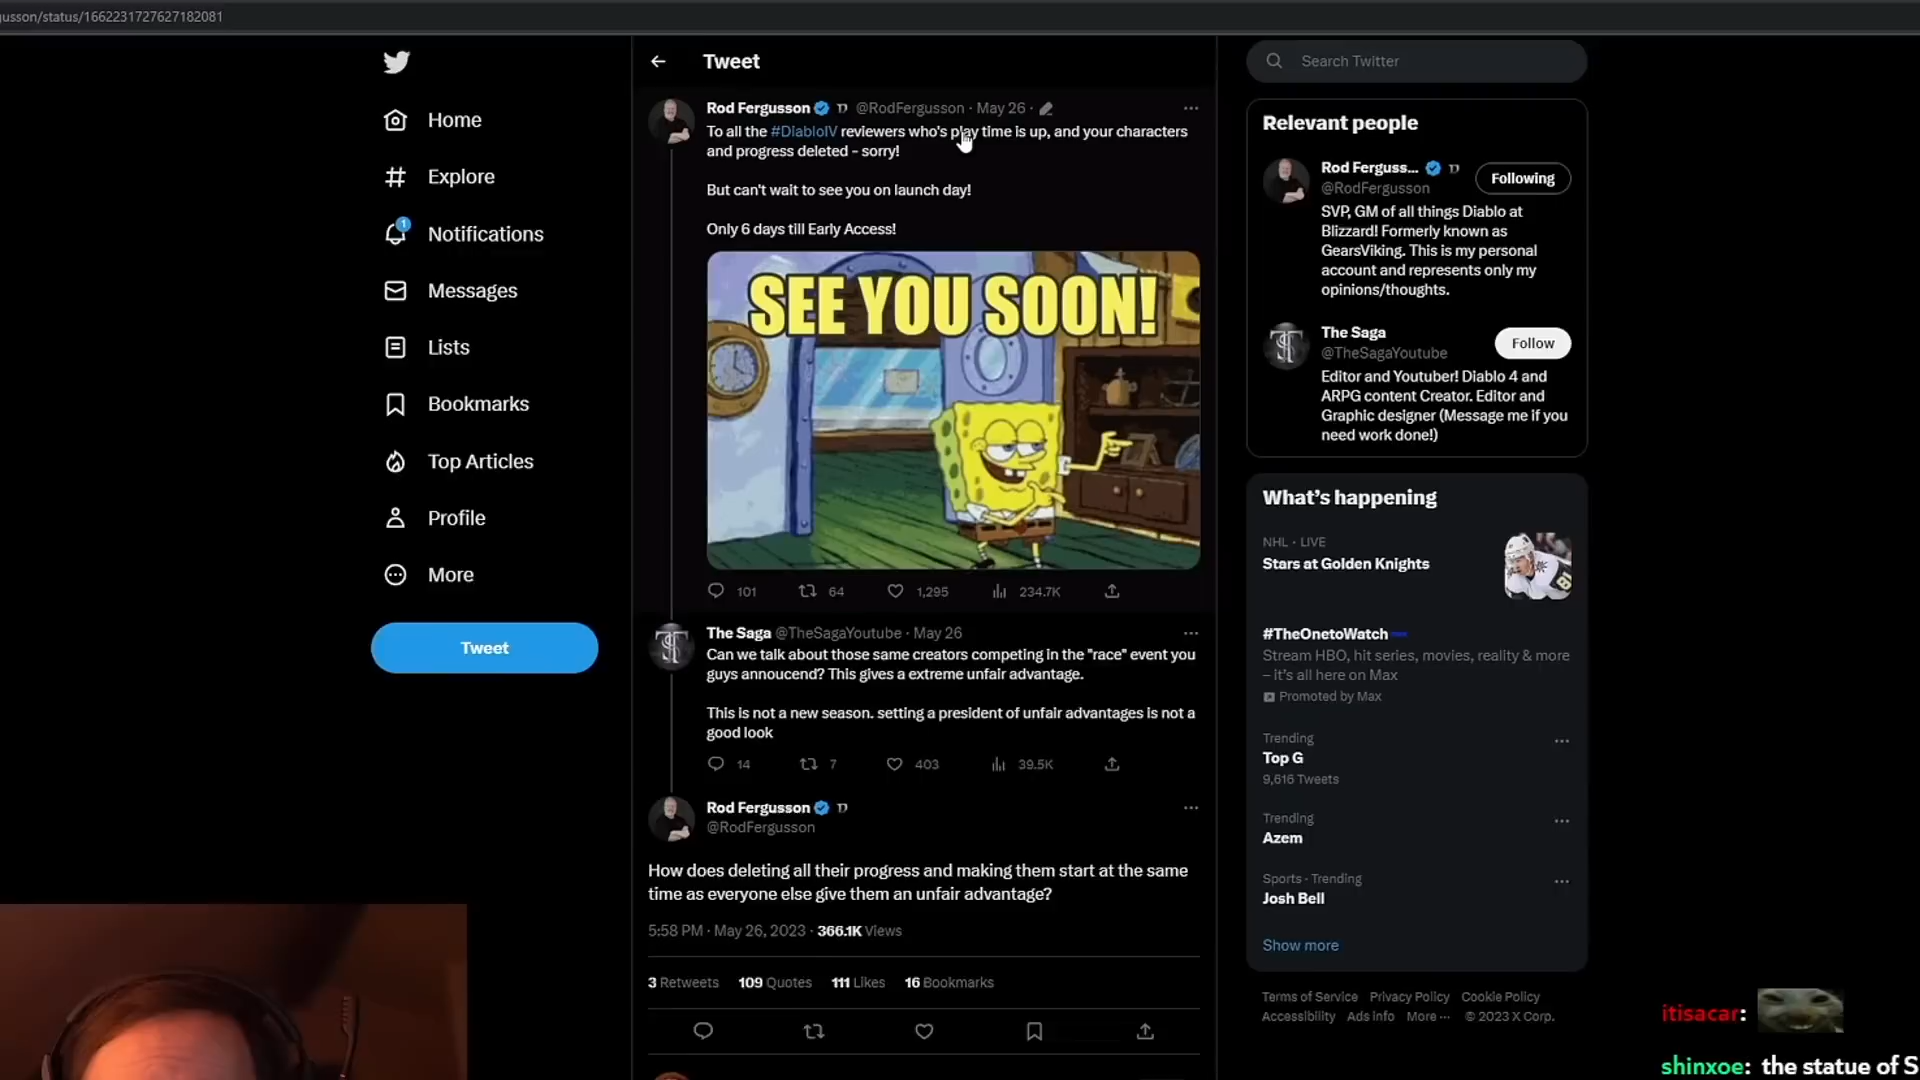 gusson/status/1662231727627182081
Home
Explore
1
Notifications
Messages
Lists
Bookmarks
Top Articles
Profile
More
Tweet
Tweet
Rod Fergusson @RodFergusson · May 26 ·
To all the #DiabloIV reviewers who's play time is up, and your characters
and progress deleted - sorry!
But can't wait to see you on launch day!
Only 6 days till Early Access!
SEE YOU SOON!
101 64 1,295 234.7K
The Saga @TheSagaYoutube · May 26
Can we talk about those same creators competing in the "race" event you
guys annoucend? This gives a extreme unfair advantage.
This is not a new season. setting a president of unfair advantages is not a
good look
14 7 403 39.5K
Rod Fergusson
@RodFergusson
How does deleting all their progress and making them start at the same
time as everyone else give them an unfair advantage?
5:58 PM · May 26, 2023 · 366.1K Views
3 Retweets 109 Quotes 111 Likes 16 Bookmarks
Search Twitter
Relevant people
Rod Ferguss...
@RodFergusson
Following
SVP, GM of all things Diablo at
Blizzard! Formerly known as
GearsViking. This is my personal
account and represents only my
opinions/thoughts.
The Saga
@TheSagaYoutube
Follow
Editor and Youtuber! Diablo 4 and
ARPG content Creator. Editor and
Graphic designer (Message me if you
need work done!)
What's happening
NHL · LIVE
Stars at Golden Knights
#TheOnetoWatch
Stream HBO, hit series, movies, reality & more
– it's all here on Max
Promoted by Max
Trending
Top G
9,616 Tweets
Trending
Azem
Sports · Trending
Josh Bell
Show more
Terms of Service Privacy Policy Cookie Policy
Accessibility Ads info More ··· © 2023 X Corp.
itisacar:
shinxoe: the statue of S